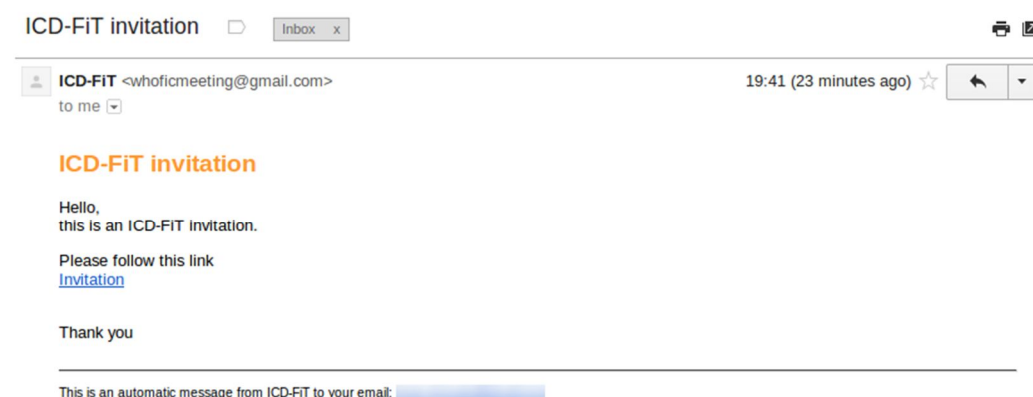 ICD-FiT invitation Inbox x
ICD-FiT <whoficmeeting@gmail.com> 19:41 (23 minutes ago)
to me
ICD-FiT invitation
Hello,
this is an ICD-FiT invitation.
Please follow this link
Invitation
Thank you
This is an automatic message from ICD-FiT to your email: